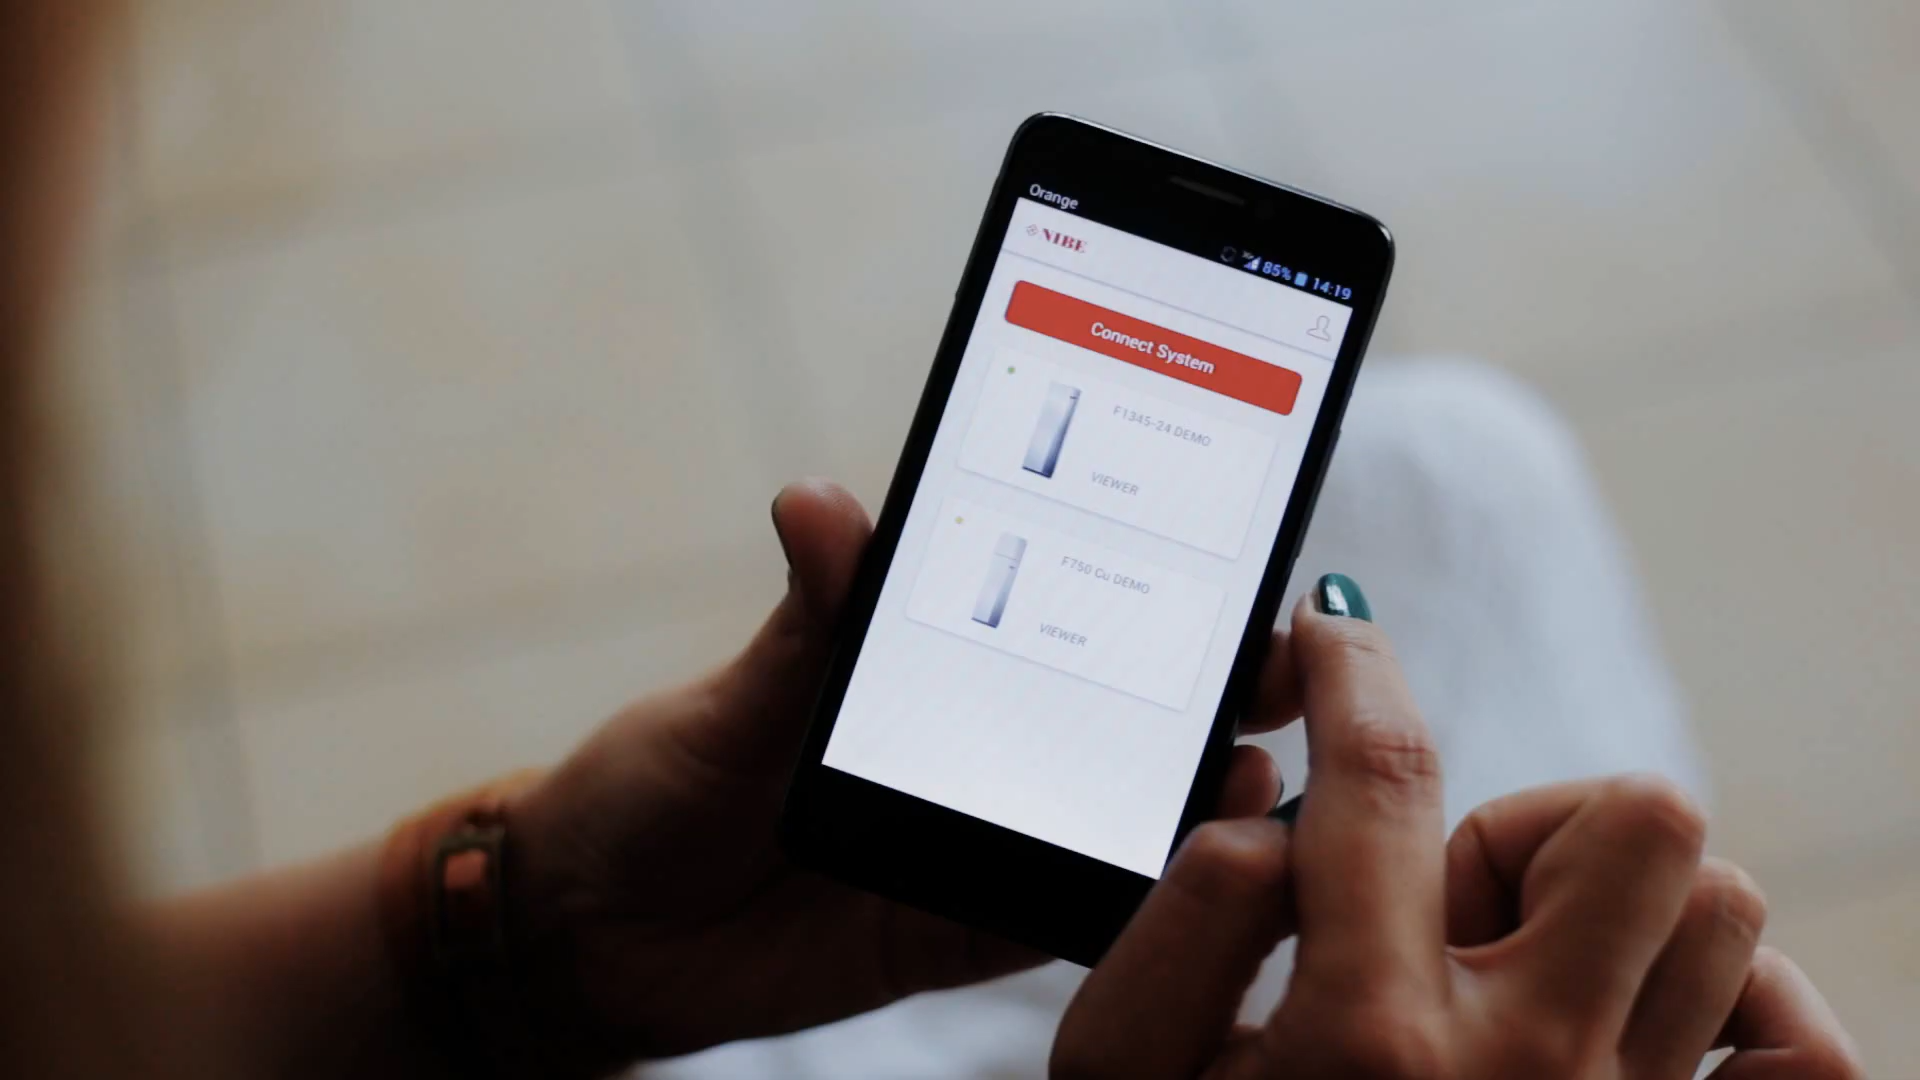 Orange
85% 14:19
NIBE
Connect System
F1345-24 DEMO
VIEWER
F750 Cu DEMO
VIEWER